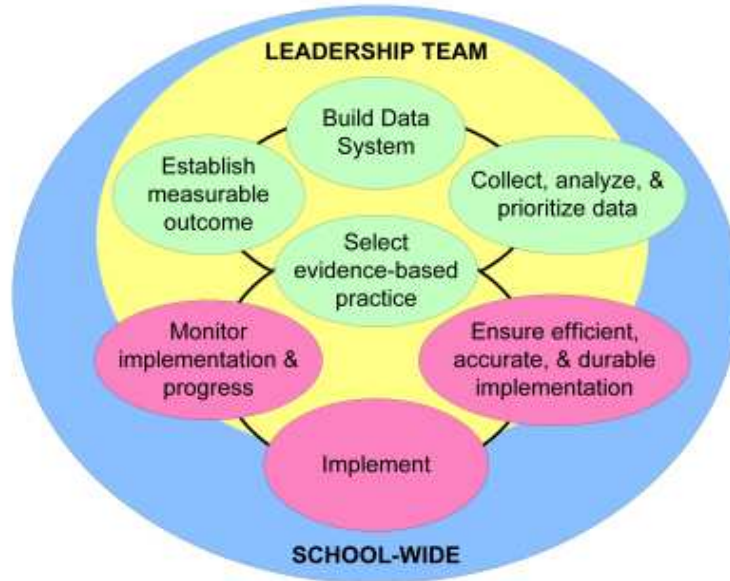 LEADERSHIP TEAM
Build Data
System
Establish
measurable
outcome
Collect, analyze, &
prioritize data
Select
evidence-based
practice
Monitor
implementation &
progress
Ensure efficient,
accurate, & durable
implementation
Implement
SCHOOL-WIDE